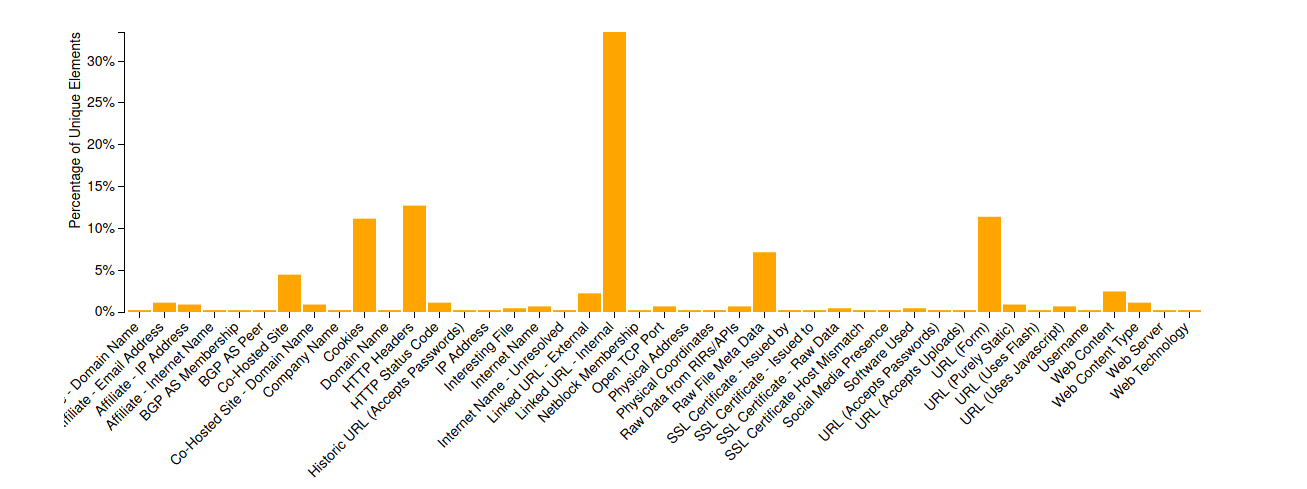 Percentage of Unique Elements
30%
25%
20%
15%
10%
5%
0%
- Domain Name
- Email Address
Affiliate - IP Address
Affiliate - Internet Name
BGP AS Membership
BGP AS Peer
Co-Hosted Site
Co-Hosted Site - Domain Name
Company Name
Cookies
Domain Name
HTTP Headers
HTTP Status Code
Historic URL (Accepts Passwords)
IP Address
Interesting File
Internet Name
Internet Name - Unresolved
Linked URL - External
Linked URL - Internal
Netblock Membership
Open TCP Port
Physical Address
Physical Coordinates
Raw Data from RIRs/APIs
Raw File Meta Data
SSL Certificate - Issued by
SSL Certificate - Issued to
SSL Certificate - Raw Data
SSL Certificate Host Mismatch
Social Media Presence
Software Used
URL (Accepts Passwords)
URL (Accepts Uploads)
URL (Form)
URL (Purely Static)
URL (Uses Flash)
URL (Uses Javascript)
Username
Web Content
Web Content Type
Web Server
Web Technology